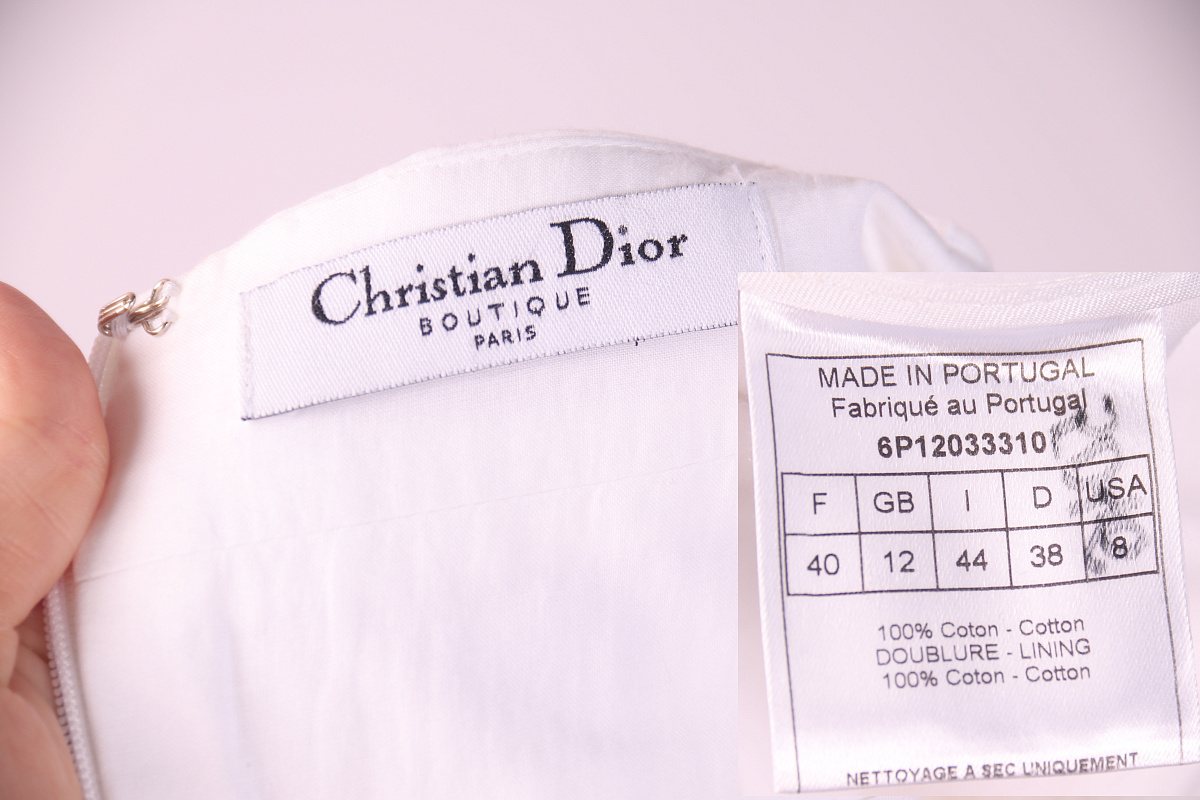 Christian Dior
BOUTIQUE
PARIS
MADE IN PORTUGAL
Fabriqué au Portugal
6P12033310
F GB I D USA
40 12 44 38 8
100% Coton - Cotton
DOUBLURE - LINING
100% Coton - Cotton
NETTOYAGE A SEC UNIQUEMENT